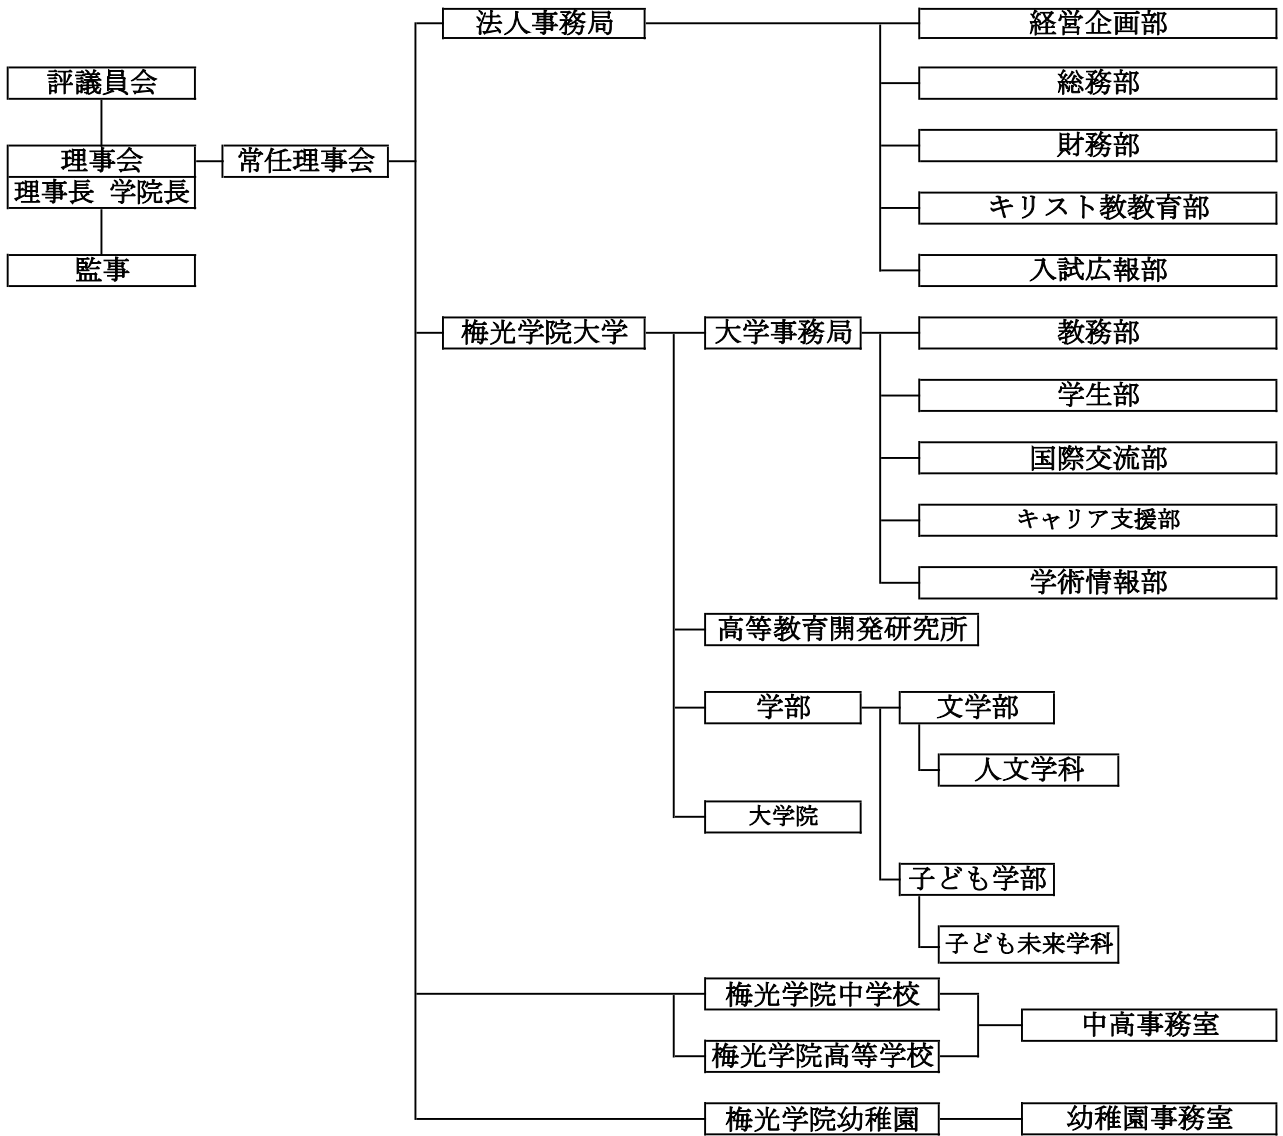 法人事務局
経営企画部
評議員会
総務部
財務部
理事会
常任理事会
理事長 学院長
キリスト教教育部
監事
入試広報部
梅光学院大学
大学事務局
教務部
学生部
国際交流部
キャリア支援部
学術情報部
高等教育開発研究所
学部
文学部
人文学科
大学院
子ども学部
子ども未来学科
梅光学院中学校
中高事務室
梅光学院高等学校
梅光学院幼稚園
幼稚園事務室